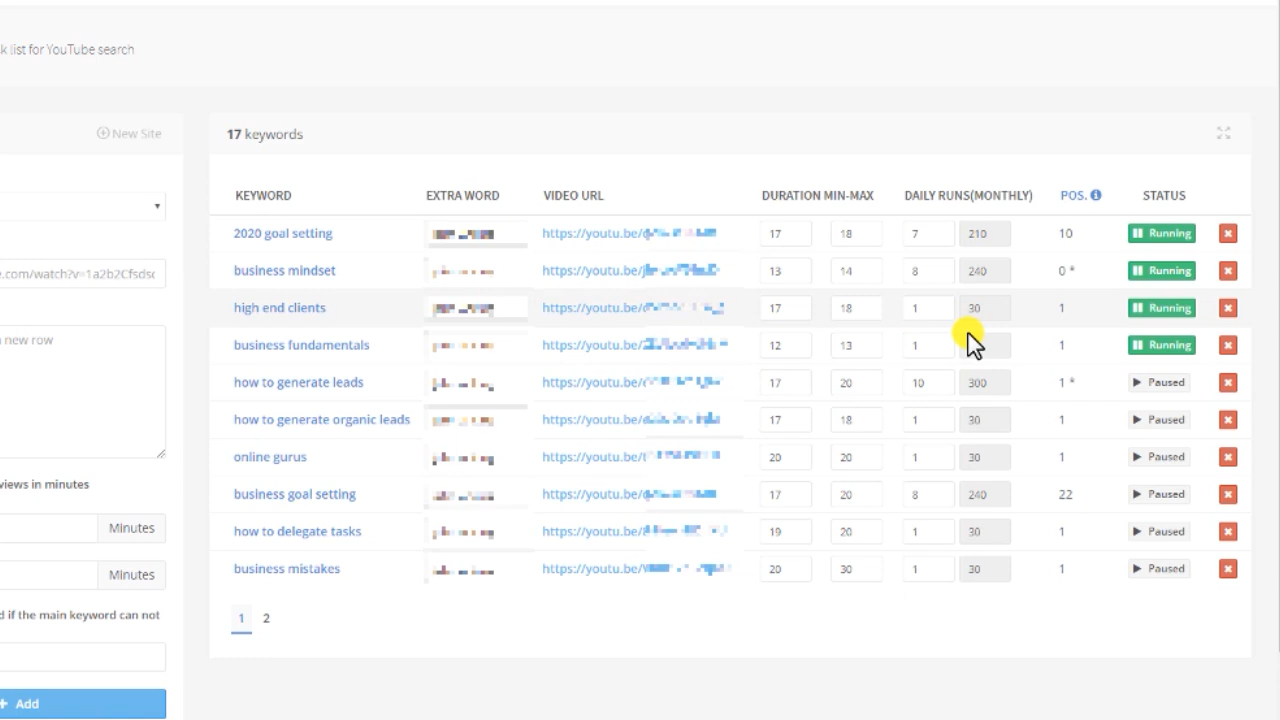 k list for YouTube search
New Site
17 keywords
KEYWORD EXTRA WORD VIDEO URL DURATION MIN-MAX DAILY RUNS(MONTHLY) POS. STATUS
2020 goal setting https://youtu.be/ 17 18 7 210 10 Running
e.com/watch?v=1a2b2Cfsdsc
business mindset https://youtu.be/ 13 14 8 240 0 * Running
high end clients https://youtu.be/ 17 18 1 30 1 Running
n new row
business fundamentals https://youtu.be/ 12 13 1 1 Running
how to generate leads https://youtu.be/ 17 20 10 300 1 * Paused
how to generate organic leads https://youtu.be/ 17 18 1 30 1 Paused
online gurus https://youtu.be/ 20 20 1 30 1 Paused
views in minutes
business goal setting https://youtu.be/ 17 20 8 240 22 Paused
Minutes
how to delegate tasks https://youtu.be/ 19 20 1 30 1 Paused
Minutes
business mistakes https://youtu.be/ 20 30 1 30 1 Paused
d if the main keyword can not
1 2
+ Add